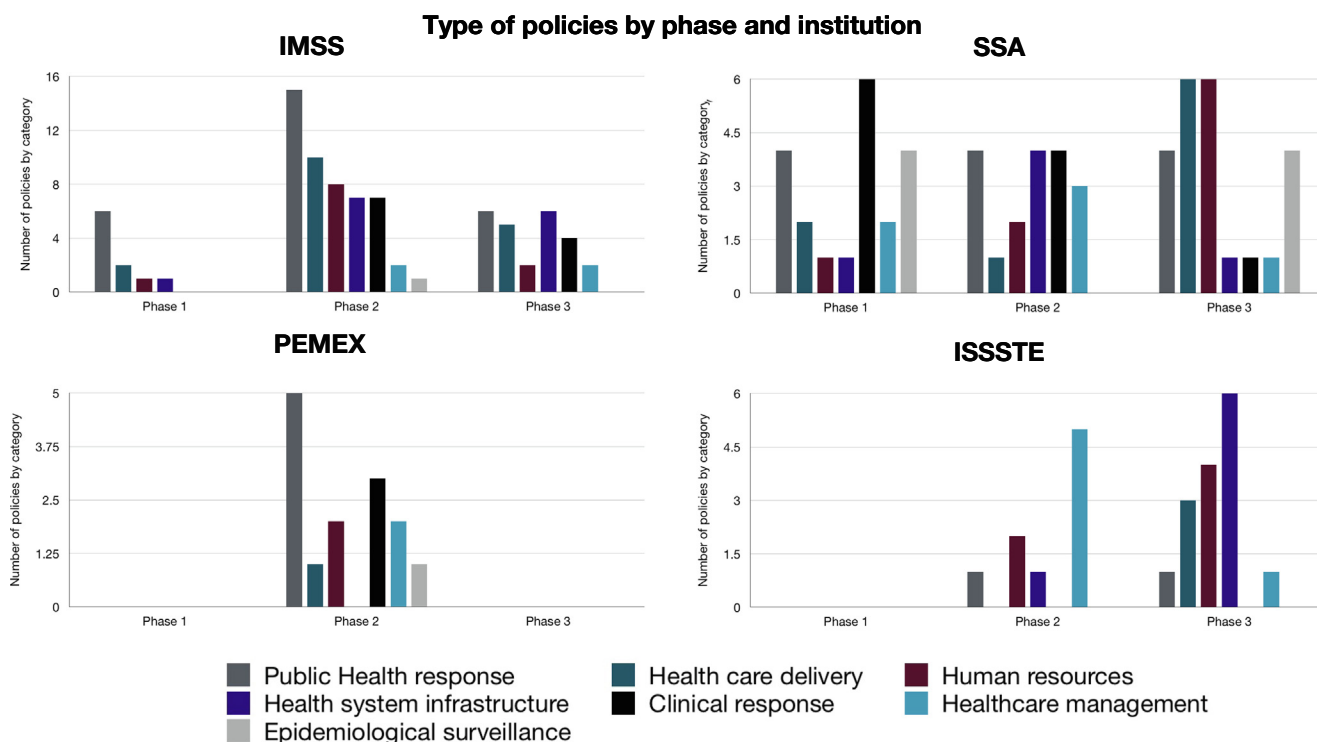 Type of policies by phase and institution
IMSS
Number of policies by category
16
12
8
4
0
Phase 1 Phase 2 Phase 3
SSA
Number of policies by category
6
4.5
3
1.5
0
Phase 1 Phase 2 Phase 3
PEMEX
Number of policies by category
5
3.75
2.5
1.25
0
Phase 1 Phase 2 Phase 3
ISSSTE
Number of policies by category
6
4.5
3
1.5
0
Phase 1 Phase 2 Phase 3
Public Health response Health care delivery Human resources
Health system infrastructure Clinical response Healthcare management
Epidemiological surveillance